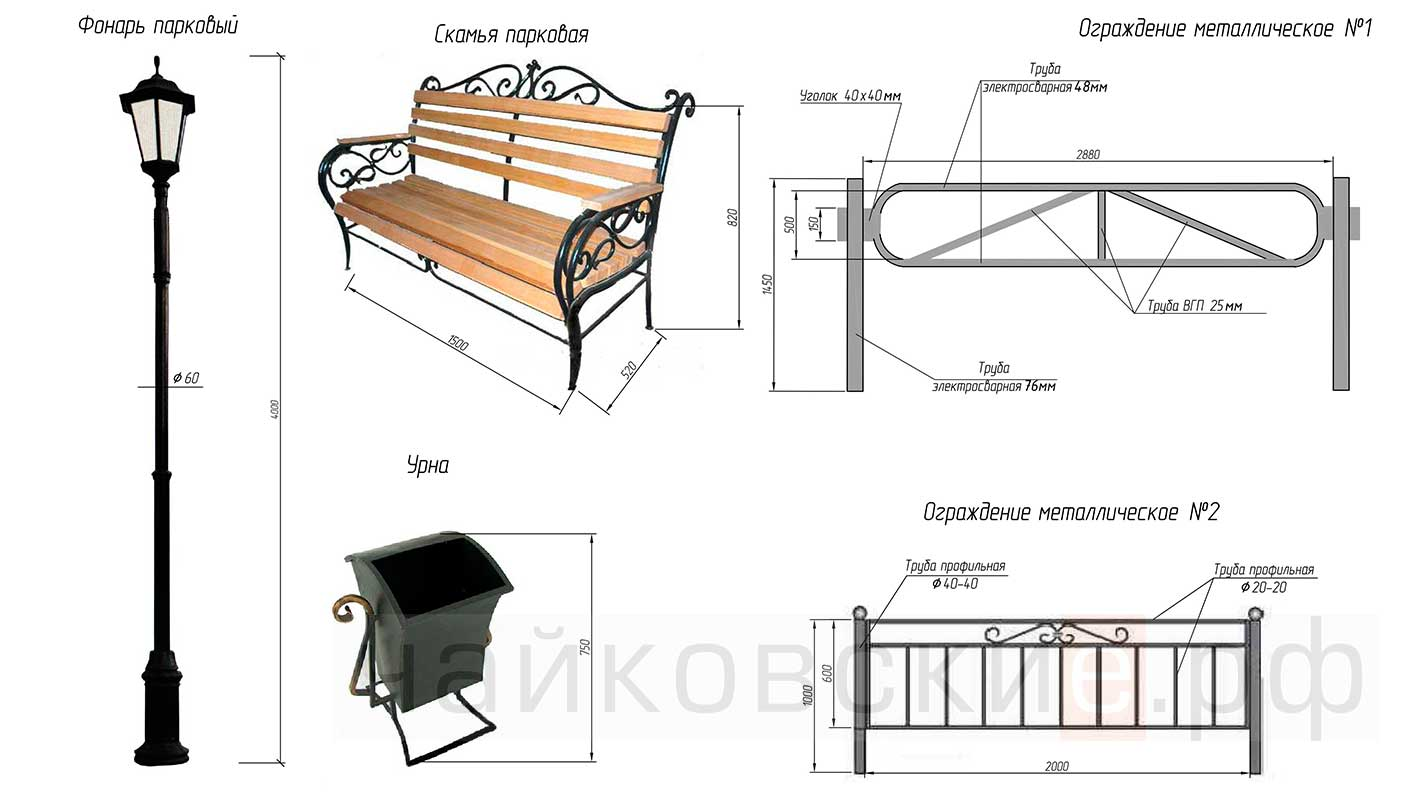 Фонарь парковый
Ø 60
4000
Скамья парковая
820
1500
520
Урна
750
Ограждение металлическое №1
Труба
электросварная 48мм
Уголок 40х40мм
2880
500
150
1450
Труба ВГП 25мм
Труба
электросварная 76мм
Ограждение металлическое №2
Труба профильная
Ø 40-40
Труба профильная
Ø 20-20
600
1000
2000
чайковские.рф